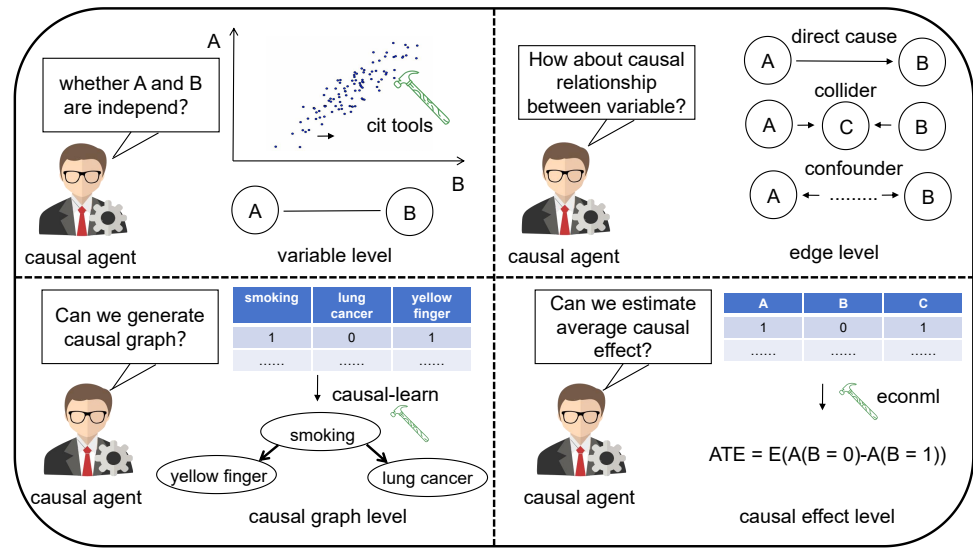 A
whether A and B
are independ?
cit tools
B
A
B
causal agent
variable level
How about causal
relationship
between variable?
direct cause
A
B
collider
A
C
B
confounder
A
.........
B
causal agent
edge level
Can we generate
causal graph?
smoking
lung
cancer
yellow
finger
1
0
1
......
......
......
causal-learn
smoking
yellow finger
lung cancer
causal agent
causal graph level
Can we estimate
average causal
effect?
A
B
C
1
0
1
......
......
......
econml
ATE = E(A(B = 0)-A(B = 1))
causal agent
causal effect level